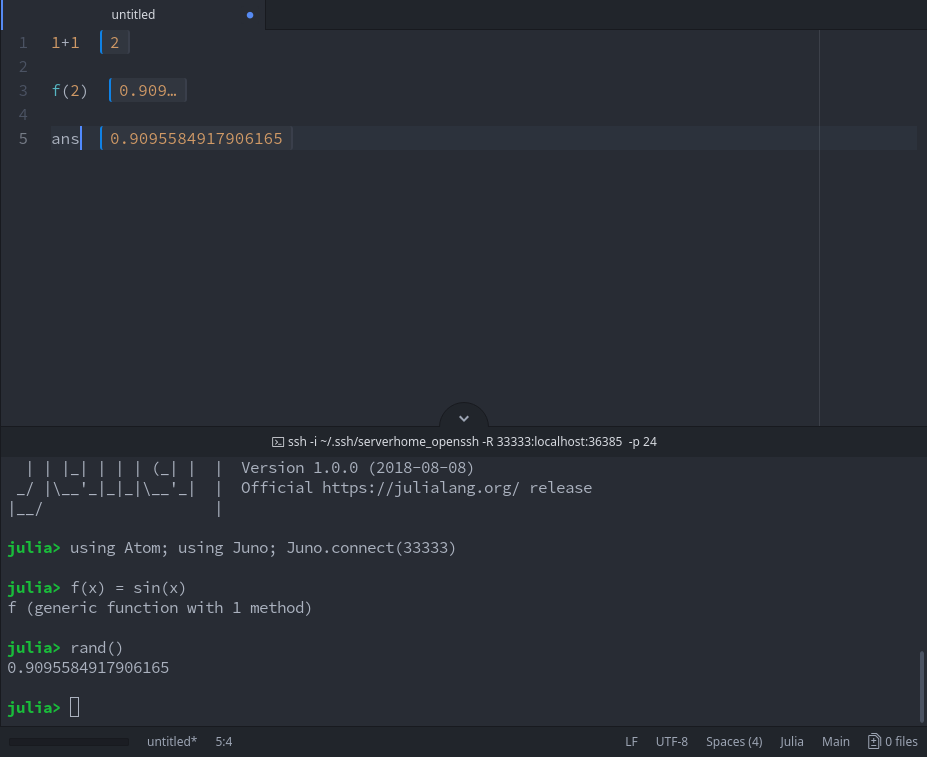 untitled
1 1+1 2
2
3 f(2) 0.909…
4
5 ans 0.9095584917906165
ssh -i ~/.ssh/serverhome_openssh -R 33333:localhost:36385 -p 24
| | |_| | | | (_| |  |  Version 1.0.0 (2018-08-08)
_/ |\__'_|_|_|\__'_|  |  Official https://julialang.org/ release
|__/                   |
julia> using Atom; using Juno; Juno.connect(33333)
julia> f(x) = sin(x)
f (generic function with 1 method)
julia> rand()
0.9095584917906165
julia>
untitled* 5:4 LF UTF-8 Spaces (4) Julia Main 0 files